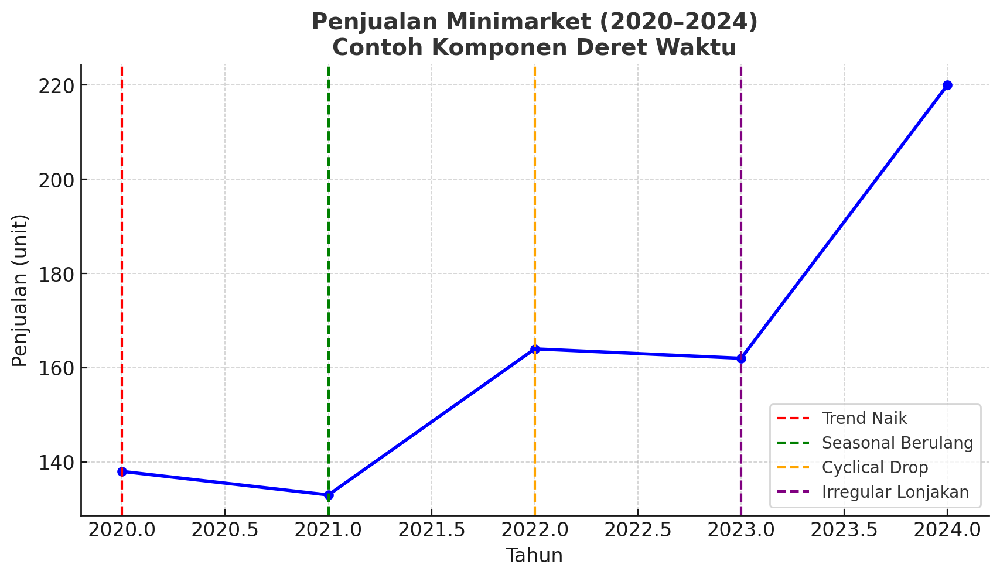 Penjualan Minimarket (2020–2024)
Contoh Komponen Deret Waktu
Penjualan (unit)
220
200
180
160
140
Trend Naik
Seasonal Berulang
Cyclical Drop
Irregular Lonjakan
2020.0 2020.5 2021.0 2021.5 2022.0 2022.5 2023.0 2023.5 2024.0
Tahun